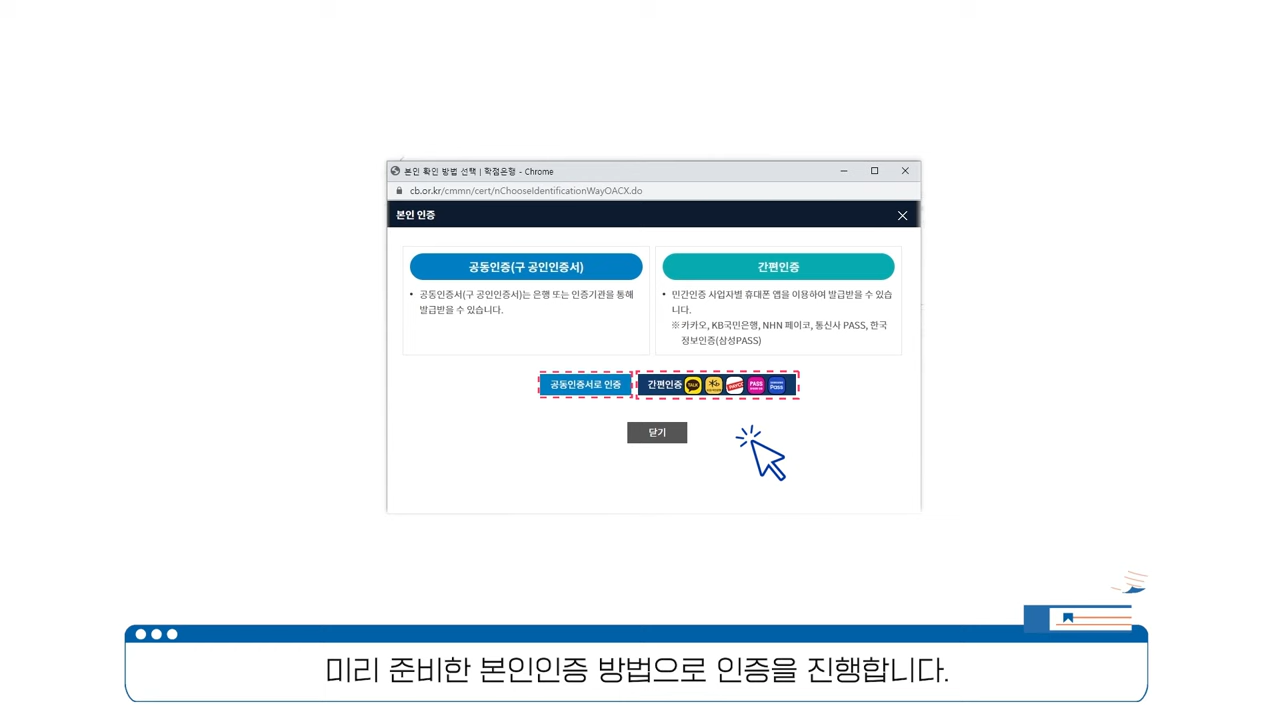 본인 확인 방법 선택 | 학점은행 - Chrome
cb.or.kr/cmmn/cert/nChooseIdentificationWayOACX.do
본인 인증
공동인증(구 공인인증서)
• 공동인증서(구 공인인증서)는 은행 또는 인증기관을 통해
발급받을 수 있습니다.
간편인증
• 민간인증 사업자별 휴대폰 앱을 이용하여 발급받을 수 있습
니다.
※ 카카오, KB국민은행, NHN 페이코, 통신사 PASS, 한국
정보인증(삼성PASS)
공동인증서로 인증
간편인증 TALK PAYCO PASS Pass
닫기
미리 준비한 본인인증 방법으로 인증을 진행합니다.